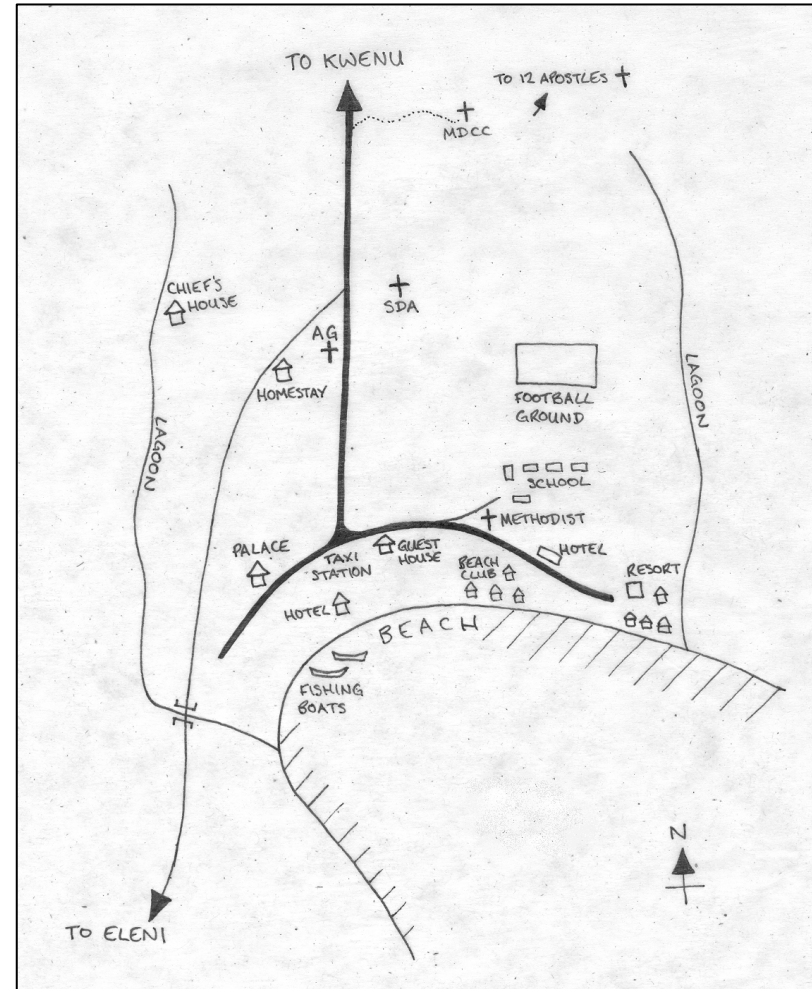 TO KWENU
TO 12 APOSTLES
MDCC
CHIEF'S
HOUSE
SDA
AG
HOMESTAY
LAGOON
FOOTBALL
GROUND
LAGOON
SCHOOL
METHODIST
PALACE
TAXI
STATION
GUEST
HOUSE
HOTEL
BEACH
CLUB
RESORT
HOTEL
BEACH
FISHING
BOATS
N
TO ELENI